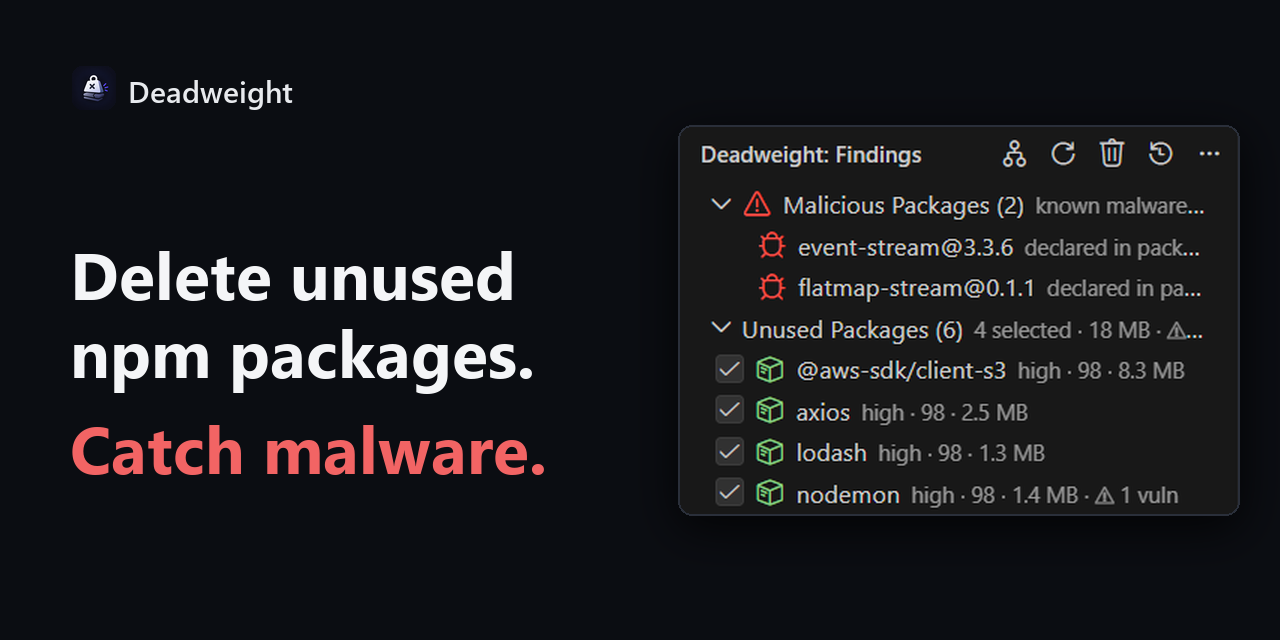 Deadweight
Delete unused
npm packages.
Catch malware.
Deadweight: Findings
Malicious Packages (2) known malware...
event-stream@3.3.6 declared in pack...
flatmap-stream@0.1.1 declared in pa...
Unused Packages (6) 4 selected · 18 MB · ⚠...
@aws-sdk/client-s3 high · 98 · 8.3 MB
axios high · 98 · 2.5 MB
lodash high · 98 · 1.3 MB
nodemon high · 98 · 1.4 MB · ⚠ 1 vuln